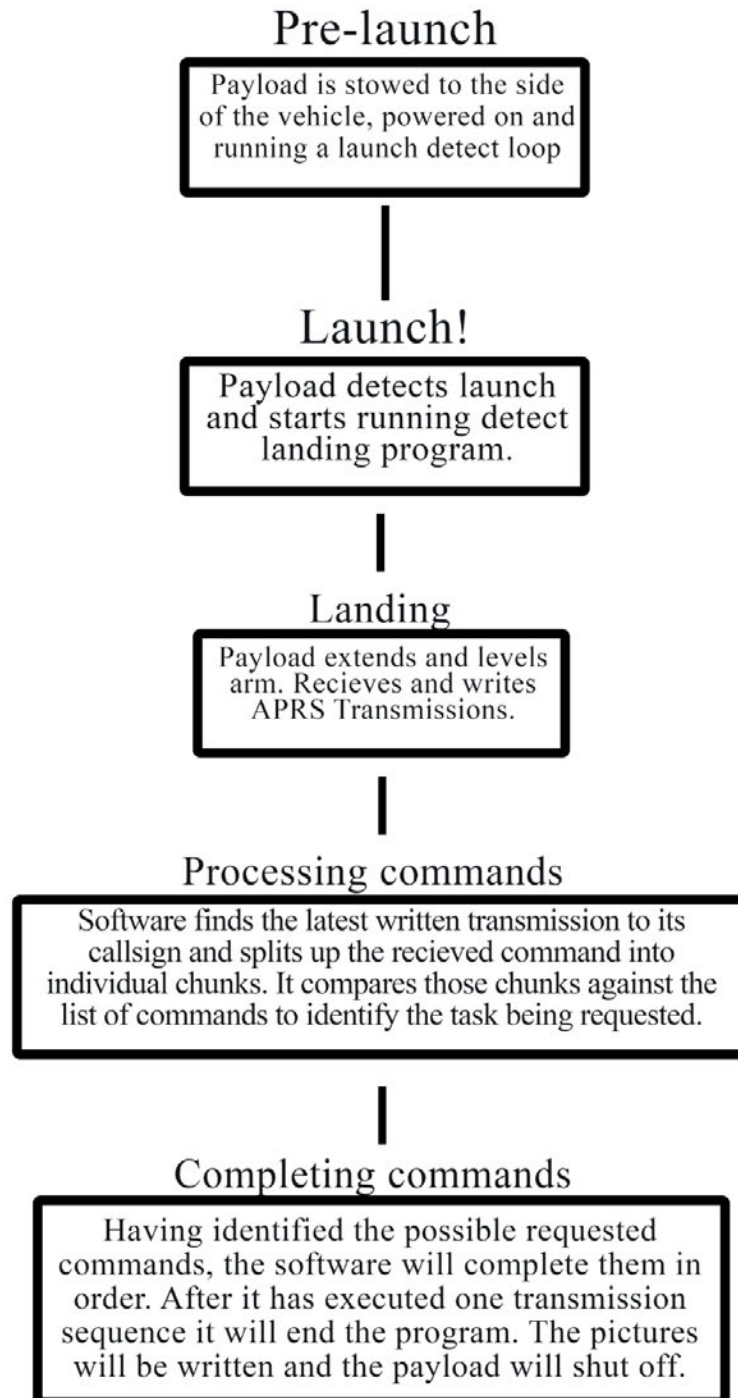 Pre-launch
Payload is stowed to the side
of the vehicle, powered on and
running a launch detect loop
Launch!
Payload detects launch
and starts running detect
landing program.
Landing
Payload extends and levels
arm. Recieves and writes
APRS Transmissions.
Processing commands
Software finds the latest written transmission to its
callsign and splits up the recieved command into
individual chunks. It compares those chunks against the
list of commands to identify the task being requested.
Completing commands
Having identified the possible requested
commands, the software will complete them in
order. After it has executed one transmission
sequence it will end the program. The pictures
will be written and the payload will shut off.